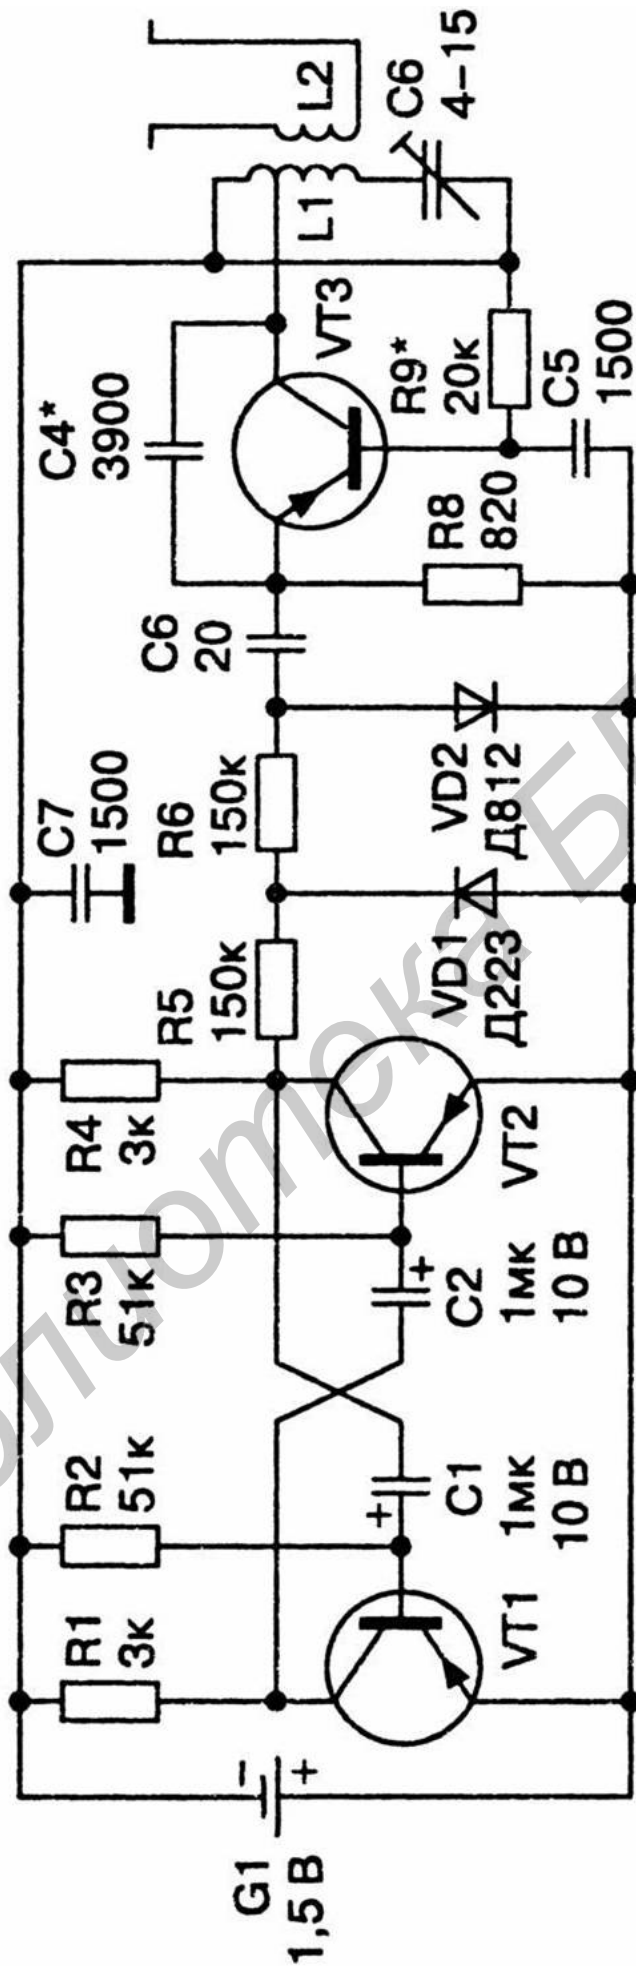 G1
1,5 В
-
+
R1
3к
R2
51к
R3
51к
R4
3к
VT1
+
C1
1мк
10 В
+
C2
1мк
10 В
VT2
R5
150к
C7
1500
R6
150к
VD1
Д223
VD2
Д812
C6
20
R8
820
C4*
3900
VT3
R9*
20к
C5
1500
L1
L2
C6
4–15